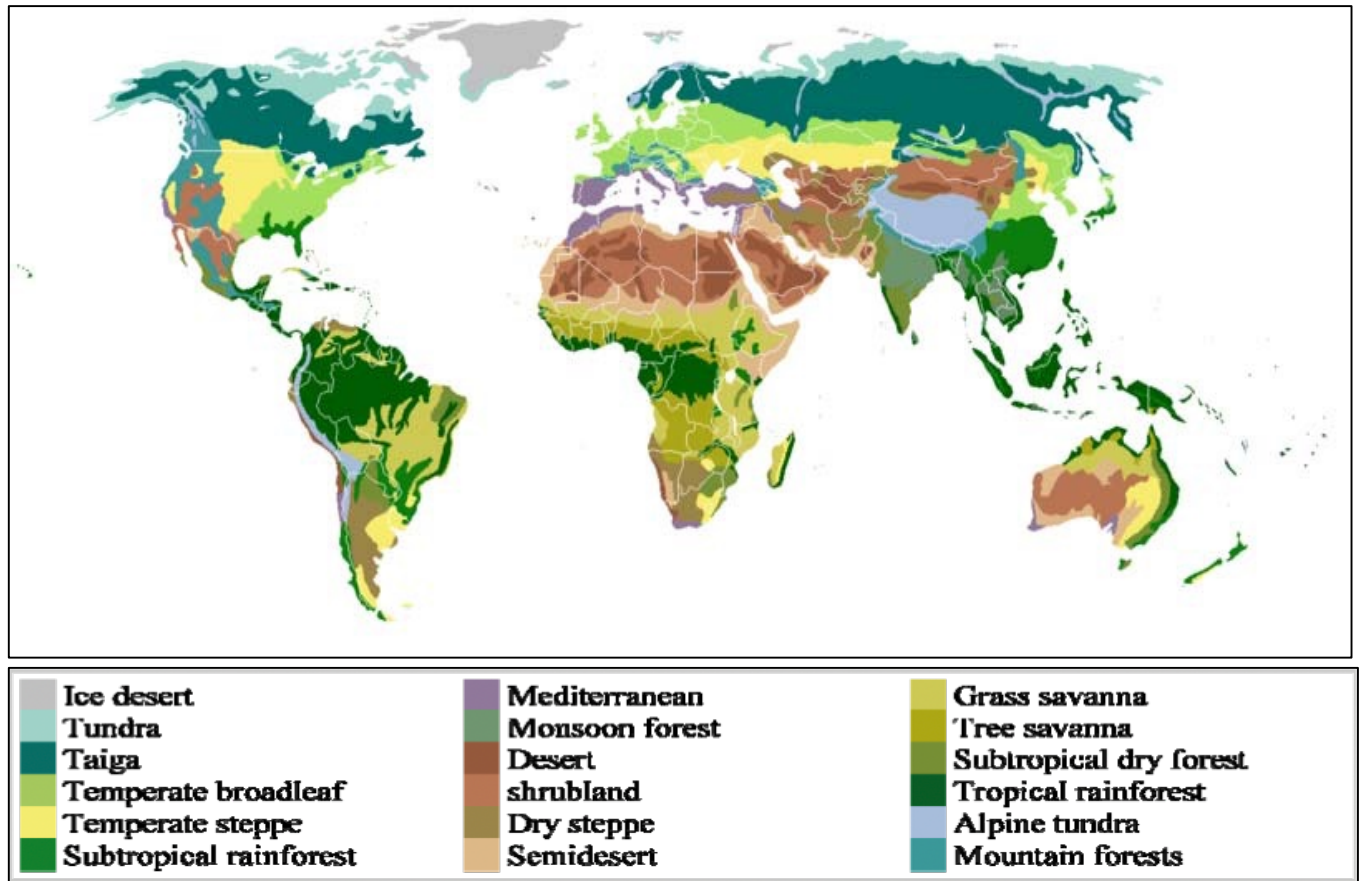 Ice desert
Tundra
Taiga
Temperate broadleaf
Temperate steppe
Subtropical rainforest
Mediterranean
Monsoon forest
Desert
shrubland
Dry steppe
Semidesert
Grass savanna
Tree savanna
Subtropical dry forest
Tropical rainforest
Alpine tundra
Mountain forests